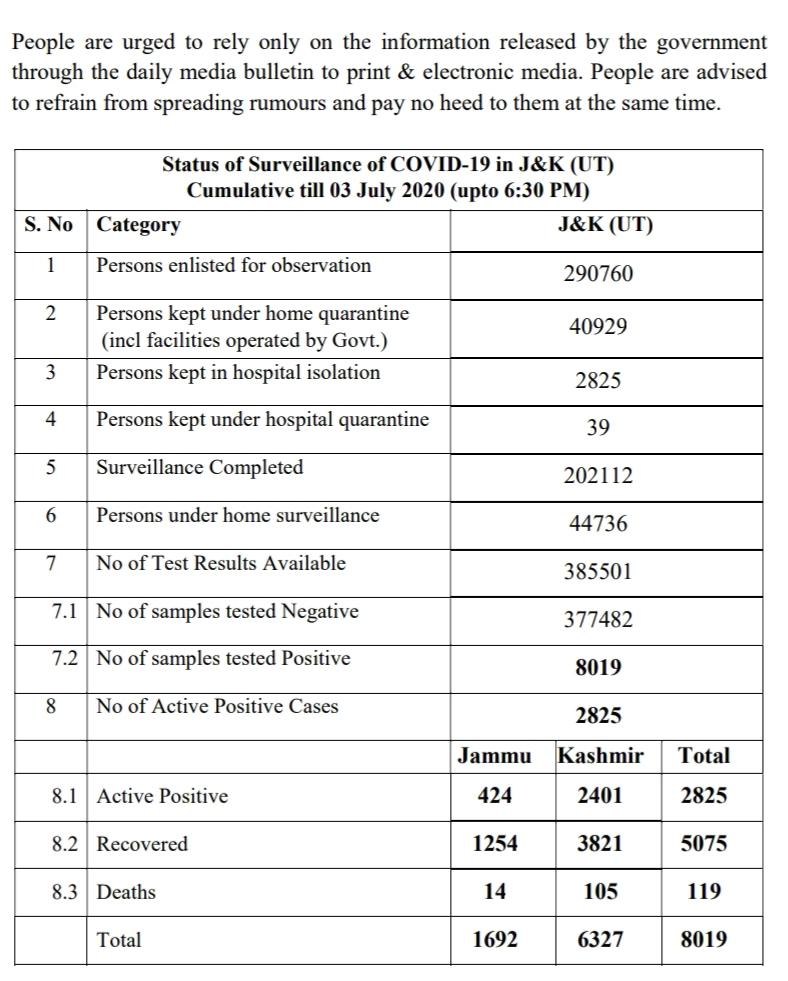 People are urged to rely only on the information released by the government
through the daily media bulletin to print & electronic media. People are advised
to refrain from spreading rumours and pay no heed to them at the same time.
Status of Surveillance of COVID-19 in J&K (UT)
Cumulative till 03 July 2020 (upto 6:30 PM)
S. No Category J&K (UT)
1 Persons enlisted for observation 290760
2 Persons kept under home quarantine
(incl facilities operated by Govt.) 40929
3 Persons kept in hospital isolation 2825
4 Persons kept under hospital quarantine 39
5 Surveillance Completed 202112
6 Persons under home surveillance 44736
7 No of Test Results Available 385501
7.1 No of samples tested Negative 377482
7.2 No of samples tested Positive 8019
8 No of Active Positive Cases 2825
Jammu Kashmir Total
8.1 Active Positive 424 2401 2825
8.2 Recovered 1254 3821 5075
8.3 Deaths 14 105 119
Total 1692 6327 8019